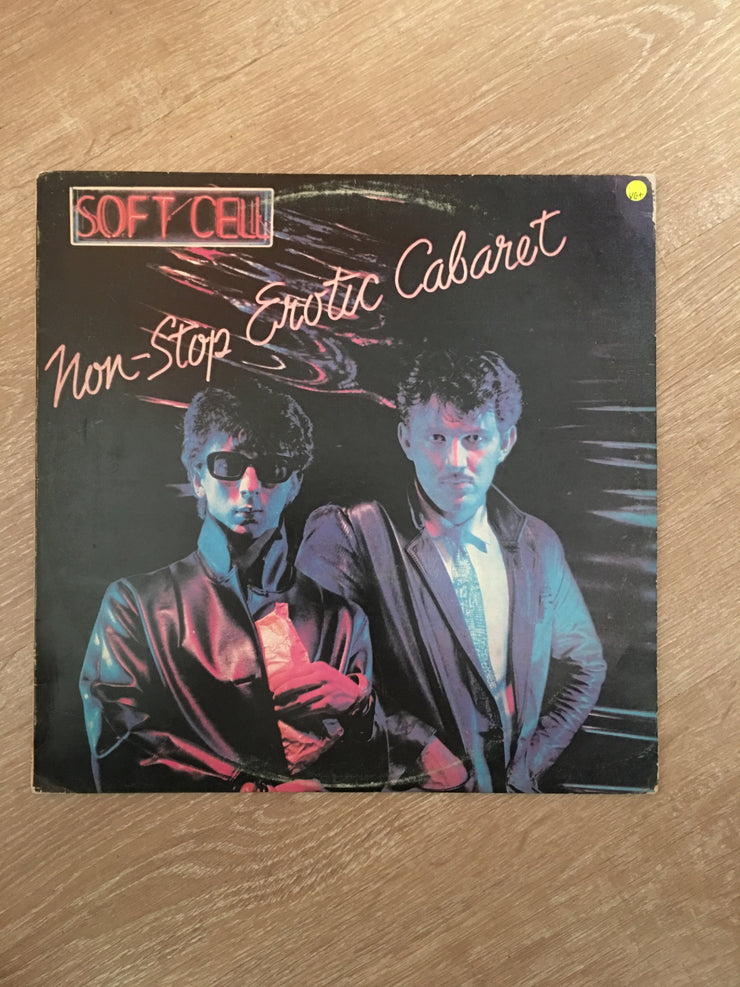 SOFT CELL
VG+
Non-Stop Erotic Cabaret